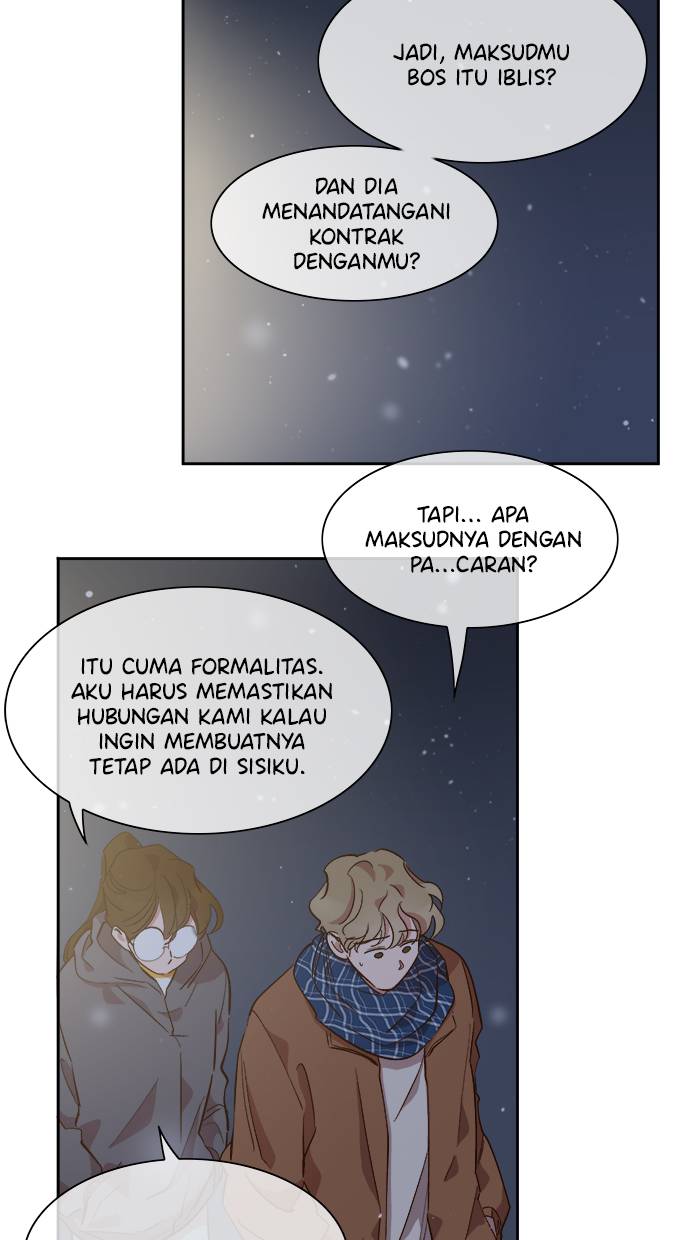 JADI, MAKSUDMU
BOS ITU IBLIS?
DAN DIA
MENANDATANGANI
KONTRAK
DENGANMU?
TAPI... APA
MAKSUDNYA DENGAN
PA...CARAN?
ITU CUMA FORMALITAS.
AKU HARUS MEMASTIKAN
HUBUNGAN KAMI KALAU
INGIN MEMBUATNYA
TETAP ADA DI SISIKU.